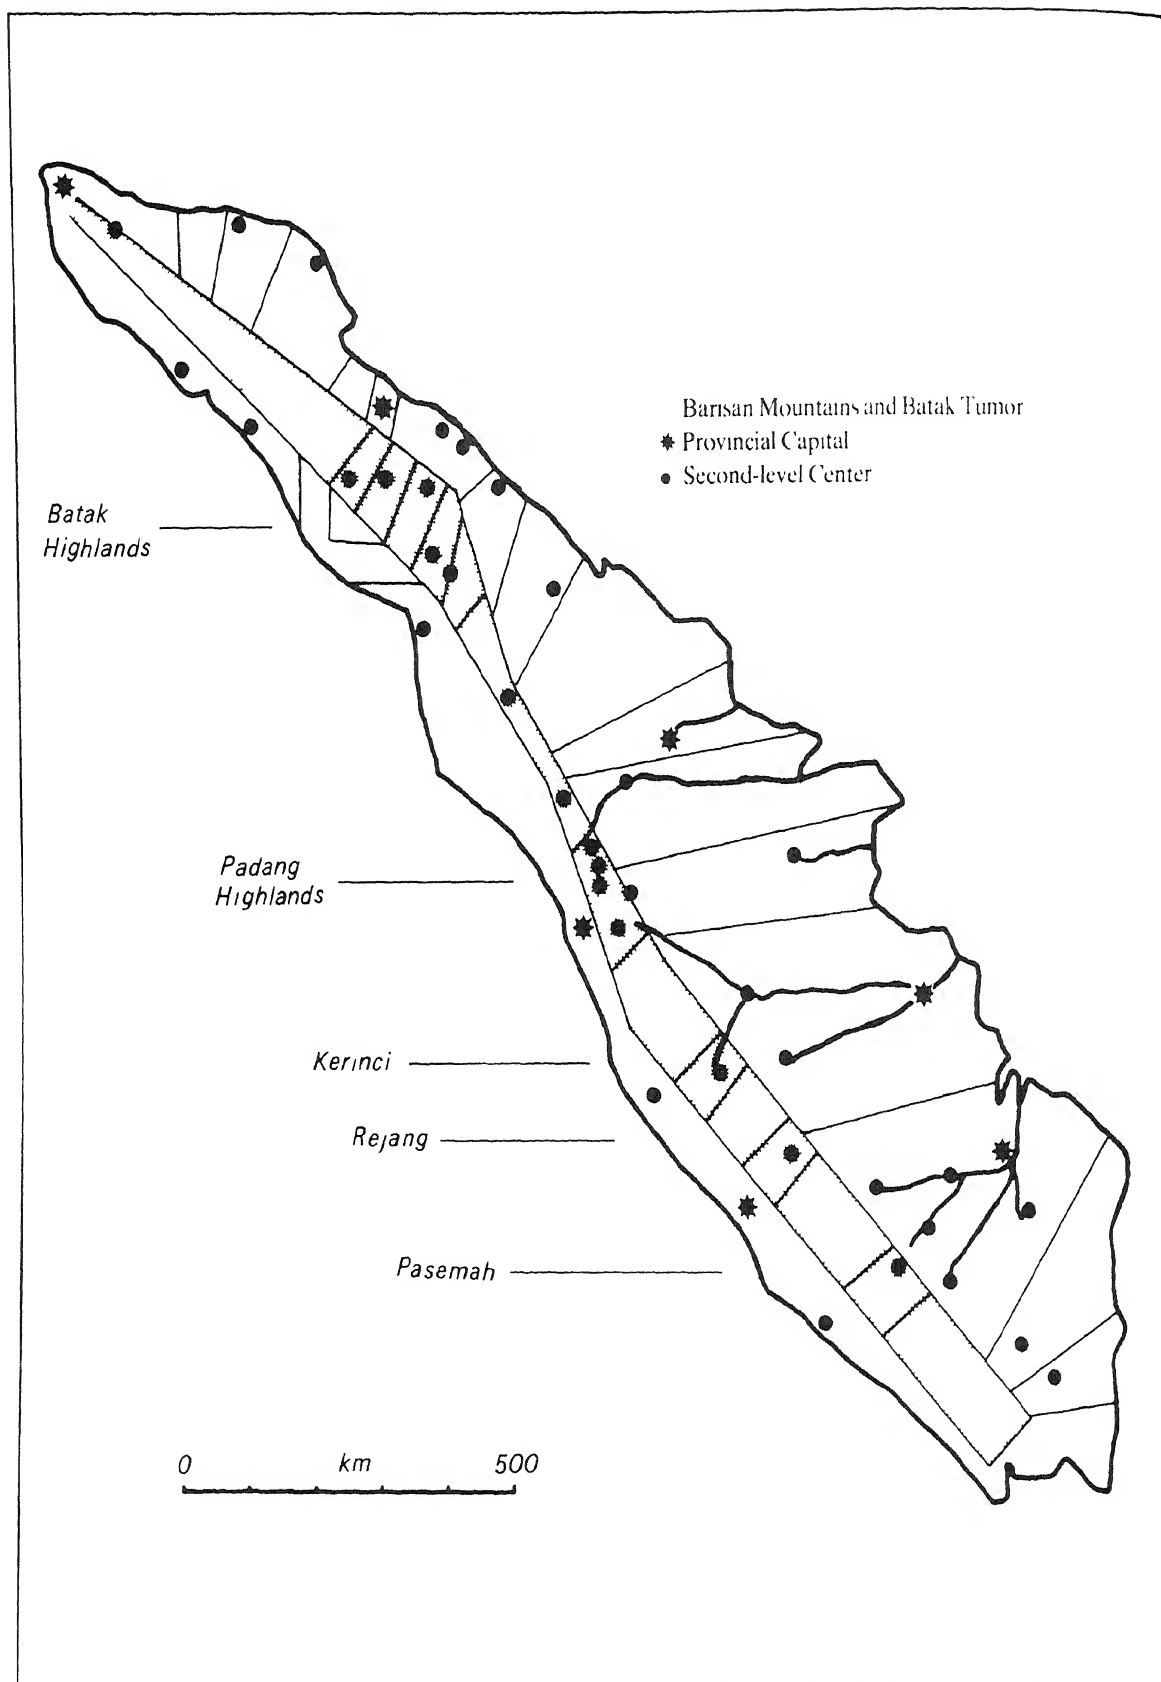 Barisan Mountains and Batak Tumor
Provincial Capital
Second-level Center
Batak
Highlands
Padang
Highlands
Kerinci
Rejang
Pasemah
0 km 500